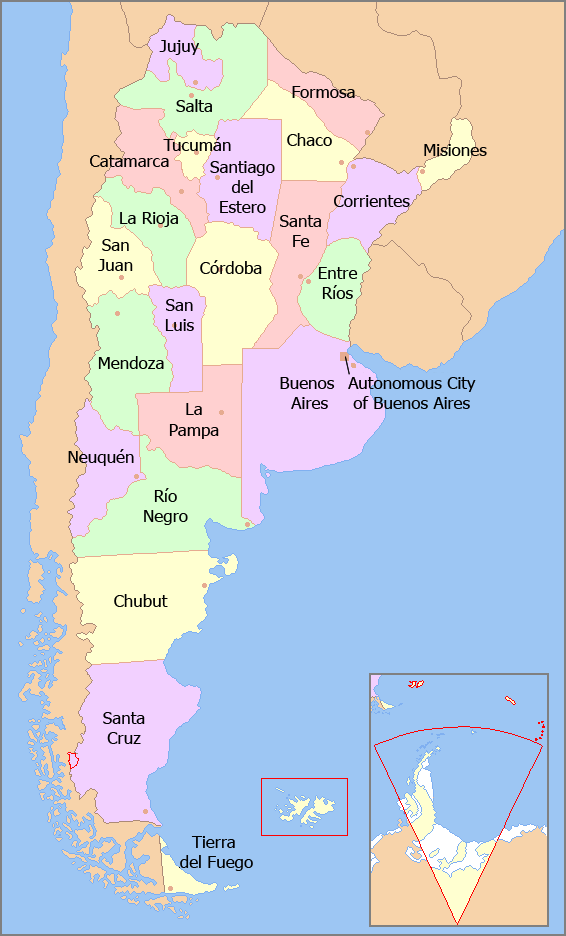 Jujuy
Formosa
Salta
Chaco
Tucumán
Misiones
Catamarca
Santiago
del
Estero
Corrientes
La Rioja
Santa
Fe
San
Juan
Córdoba
Entre
Ríos
San
Luis
Mendoza
Buenos
Aires
Autonomous City
of Buenos Aires
La
Pampa
Neuquén
Río
Negro
Chubut
Santa
Cruz
Tierra
del Fuego